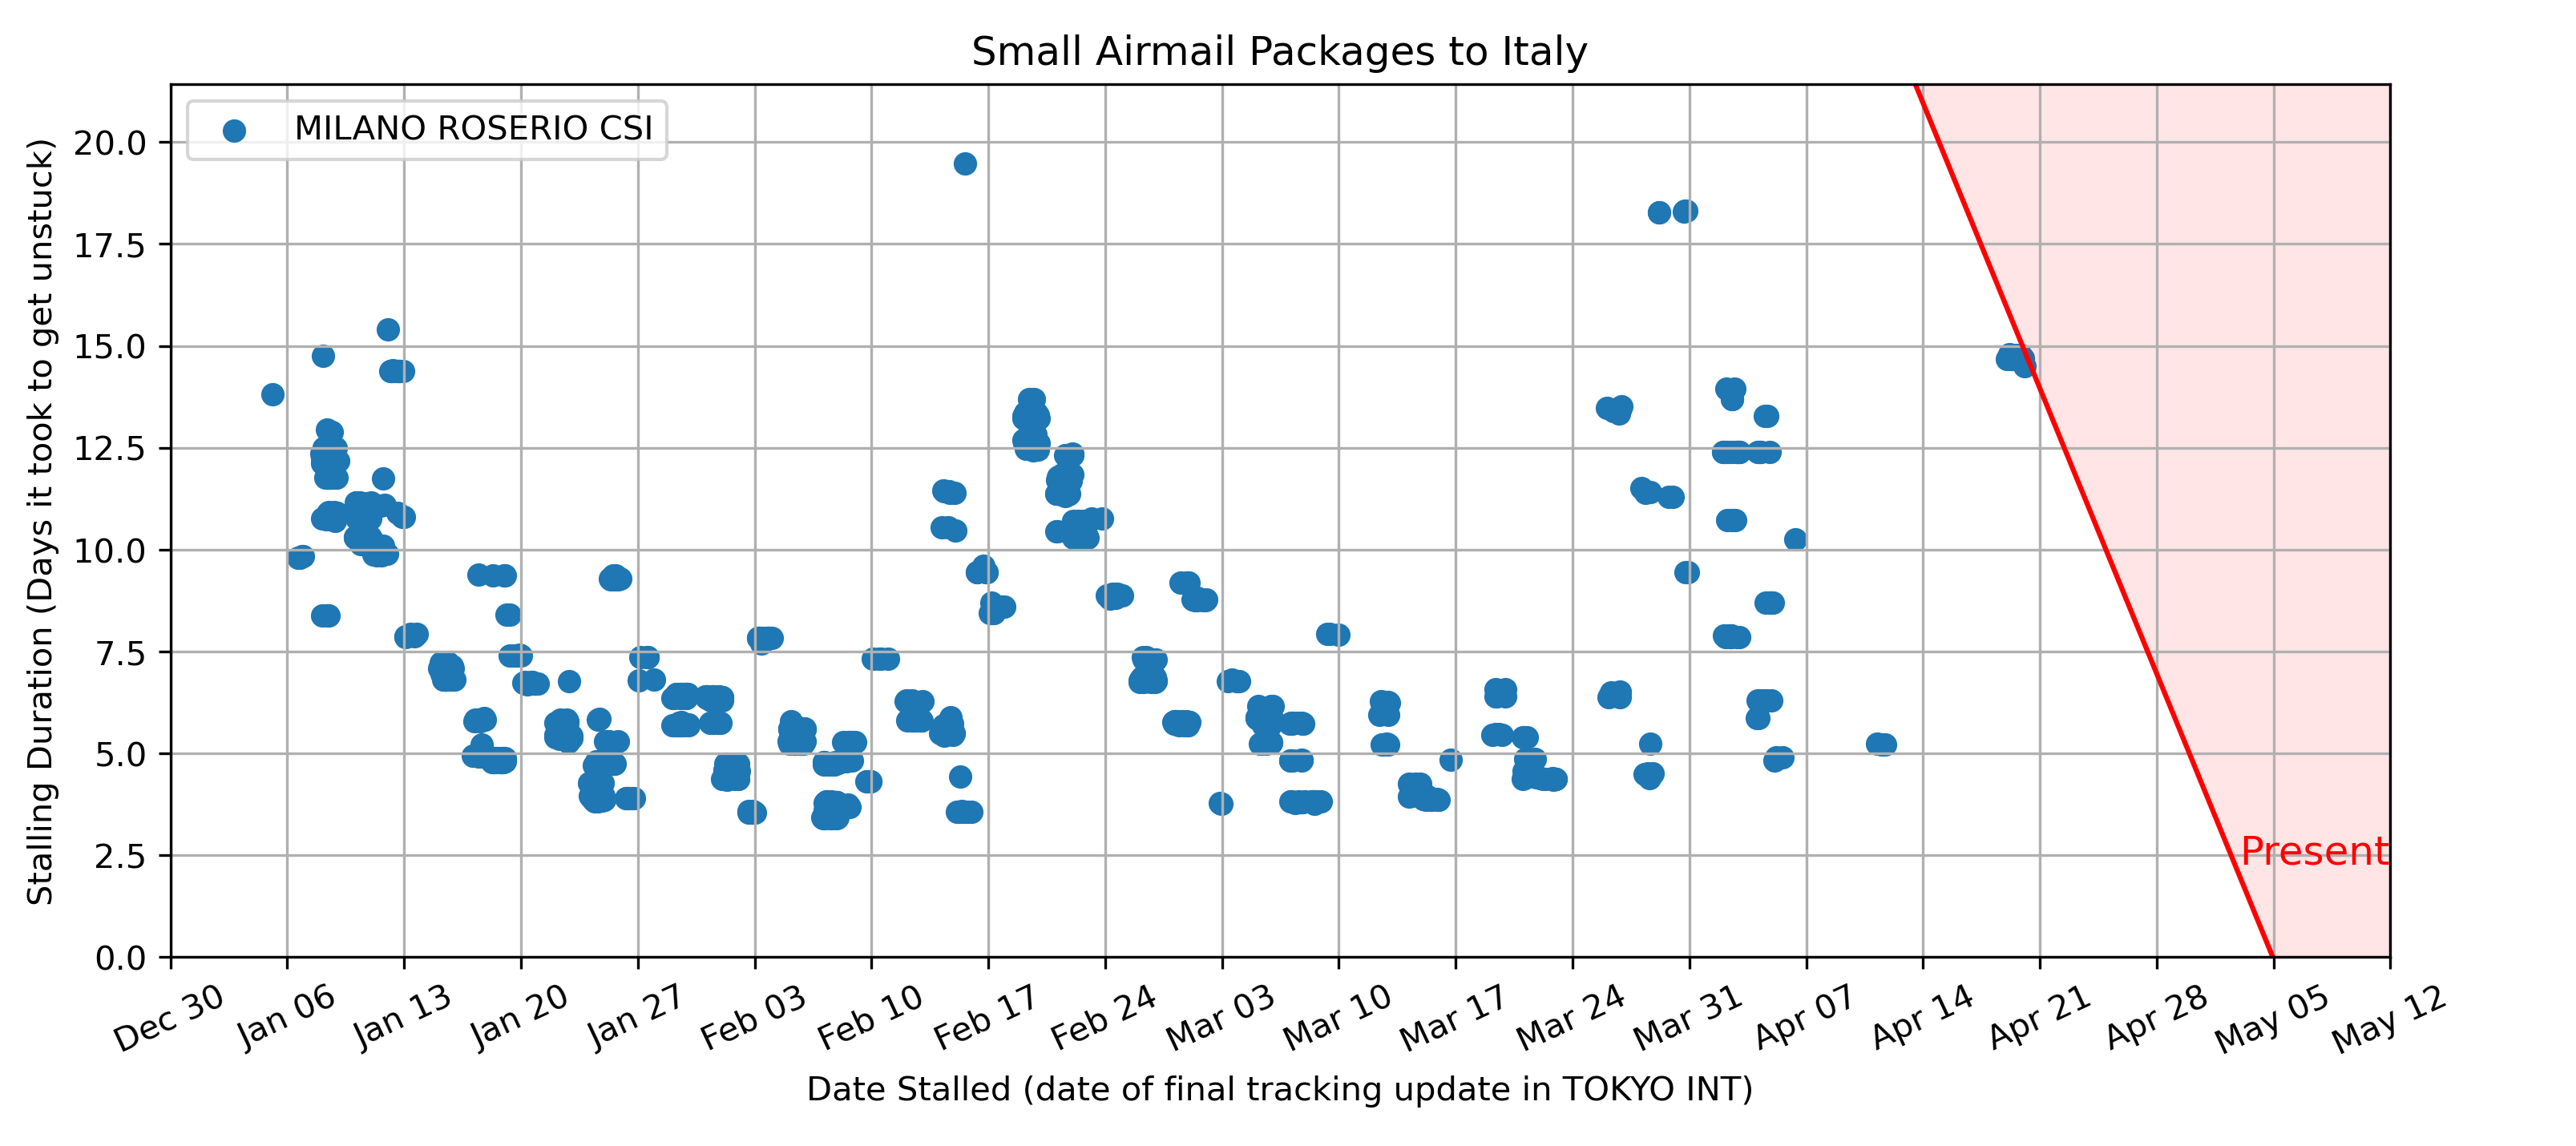 Small Airmail Packages to Italy
MILANO ROSERIO CSI
Stalling Duration (Days it took to get unstuck)
20.0
17.5
15.0
12.5
10.0
7.5
5.0
2.5
0.0
Present
Dec 30 Jan 06 Jan 13 Jan 20 Jan 27 Feb 03 Feb 10 Feb 17 Feb 24 Mar 03 Mar 10 Mar 17 Mar 24 Mar 31 Apr 07 Apr 14 Apr 21 Apr 28 May 05 May 12
Date Stalled (date of final tracking update in TOKYO INT)